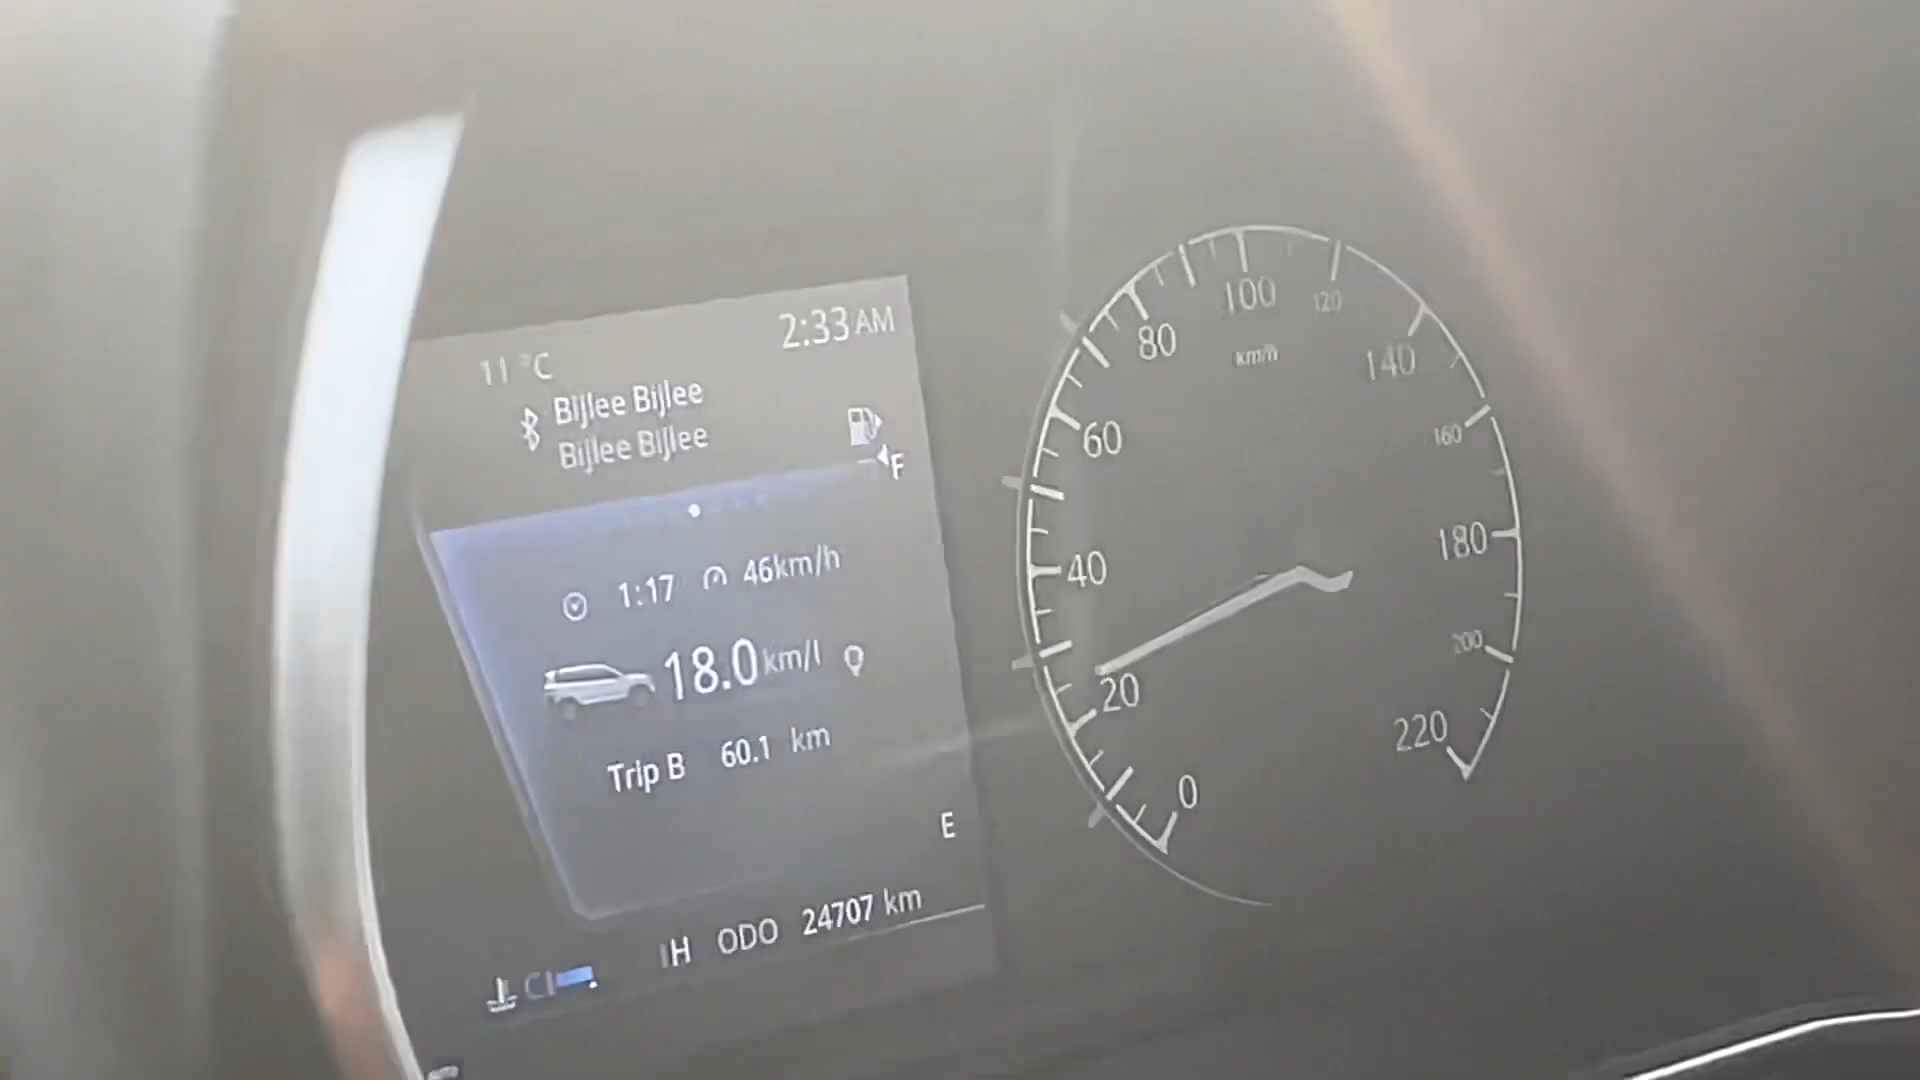 2:33 AM
11 °C
Bijlee Bijlee
Bijlee Bijlee
F
1:17 46km/h
18.0 km/l
Trip B 60.1 km
E
C H ODO 24707 km
0
20
40
60
80
100
120
140
160
180
200
220
km/h